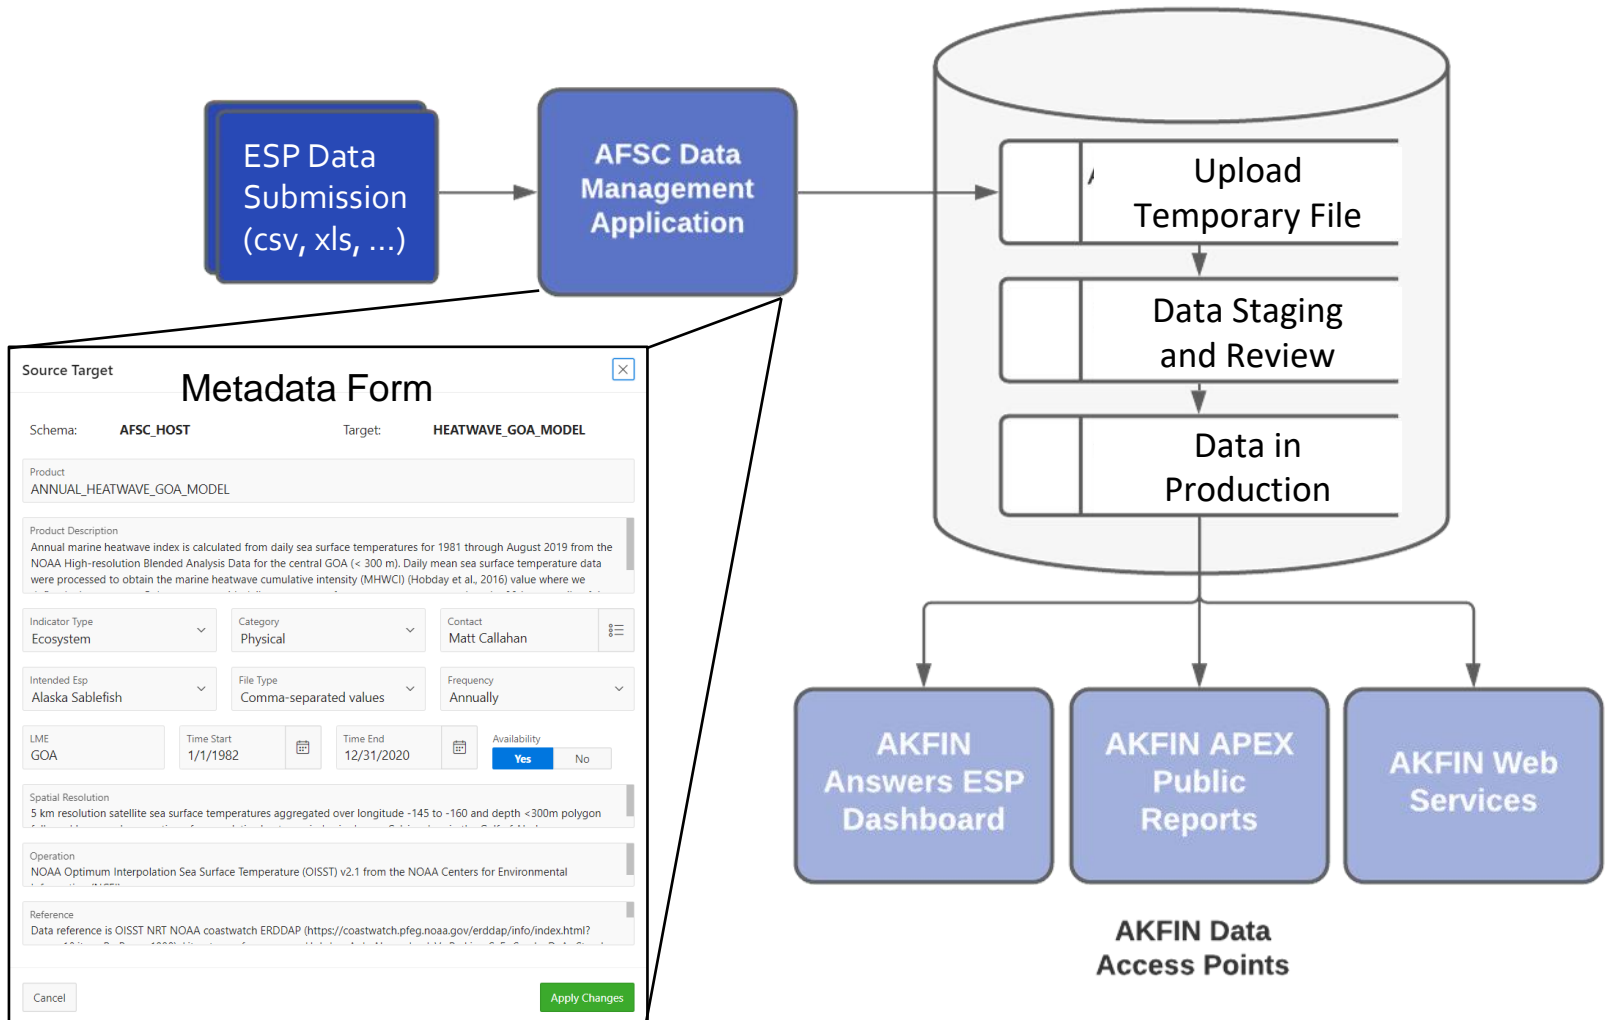 ESP Data
Submission
(csv, xls, ...)
AFSC Data
Management
Application
Upload
Temporary File
Data Staging
and Review
Data in
Production
Source Target
Metadata Form
Schema: AFSC_HOST Target: HEATWAVE_GOA_MODEL
Product
ANNUAL_HEATWAVE_GOA_MODEL
Product Description
Annual marine heatwave index is calculated from daily sea surface temperatures for 1981 through August 2019 from the
NOAA High-resolution Blended Analysis Data for the central GOA (< 300 m). Daily mean sea surface temperature data
were processed to obtain the marine heatwave cumulative intensity (MHWCI) (Hobday et al., 2016) value where we
Indicator Type Category Contact
Ecosystem Physical Matt Callahan
Intended Esp File Type Frequency
Alaska Sablefish Comma-separated values Annually
LME Time Start Time End Availability
GOA 1/1/1982 12/31/2020 Yes No
Spatial Resolution
5 km resolution satellite sea surface temperatures aggregated over longitude -145 to -160 and depth <300m polygon
Operation
NOAA Optimum Interpolation Sea Surface Temperature (OISST) v2.1 from the NOAA Centers for Environmental
Reference
Data reference is OISST NRT NOAA coastwatch ERDDAP (https://coastwatch.pfeg.noaa.gov/erddap/info/index.html?
Cancel Apply Changes
AKFIN
Answers ESP
Dashboard
AKFIN APEX
Public
Reports
AKFIN Web
Services
AKFIN Data
Access Points